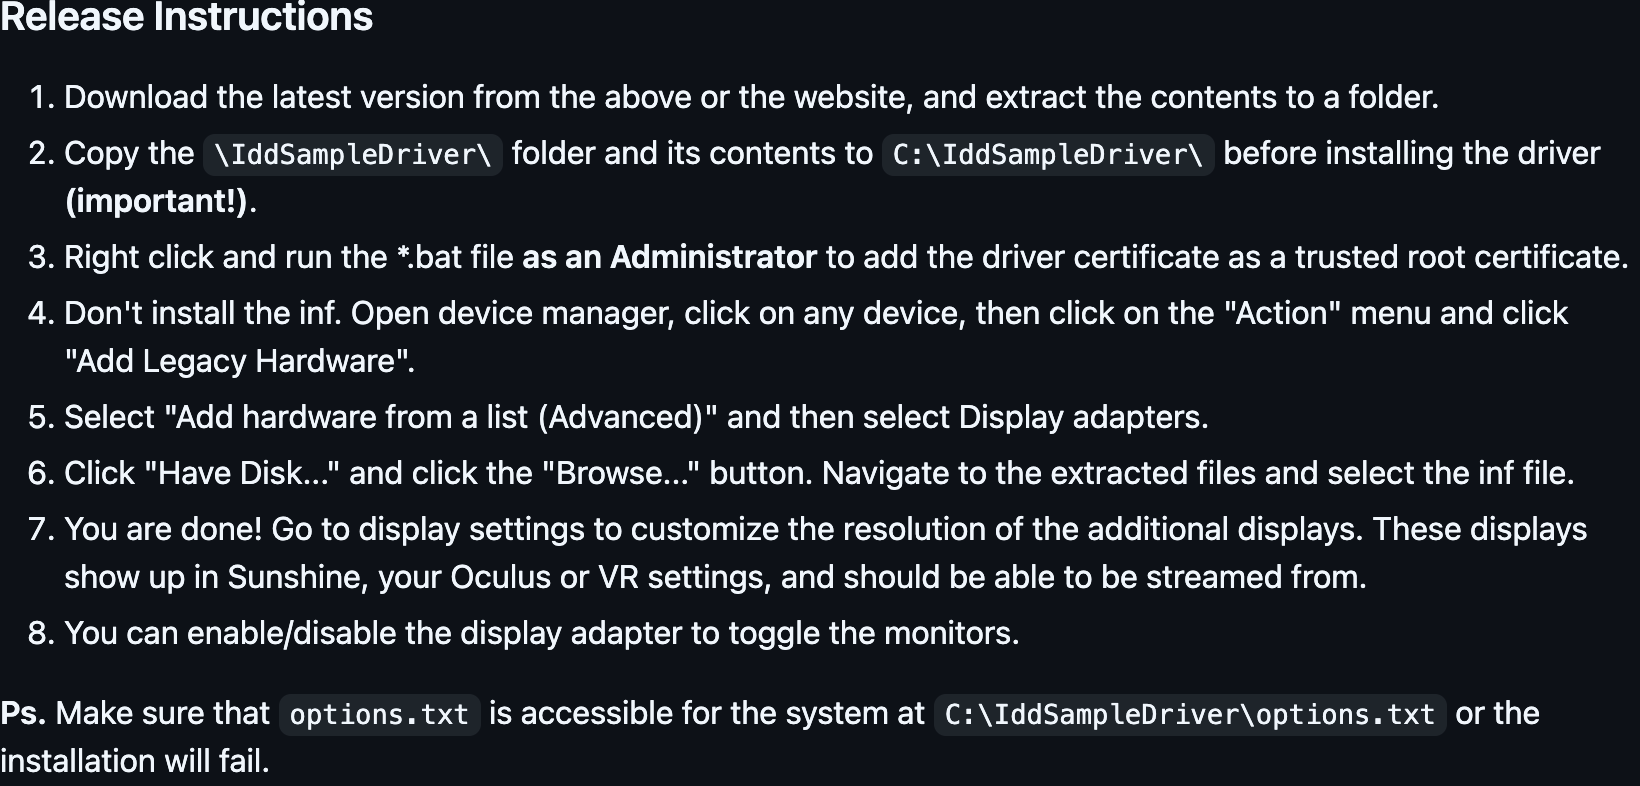 Release Instructions
1. Download the latest version from the above or the website, and extract the contents to a folder.
2. Copy the \IddSampleDriver\ folder and its contents to C:\IddSampleDriver\ before installing the driver
(important!).
3. Right click and run the *.bat file as an Administrator to add the driver certificate as a trusted root certificate.
4. Don't install the inf. Open device manager, click on any device, then click on the "Action" menu and click
"Add Legacy Hardware".
5. Select "Add hardware from a list (Advanced)" and then select Display adapters.
6. Click "Have Disk..." and click the "Browse..." button. Navigate to the extracted files and select the inf file.
7. You are done! Go to display settings to customize the resolution of the additional displays. These displays
show up in Sunshine, your Oculus or VR settings, and should be able to be streamed from.
8. You can enable/disable the display adapter to toggle the monitors.
Ps. Make sure that options.txt is accessible for the system at C:\IddSampleDriver\options.txt or the
installation will fail.